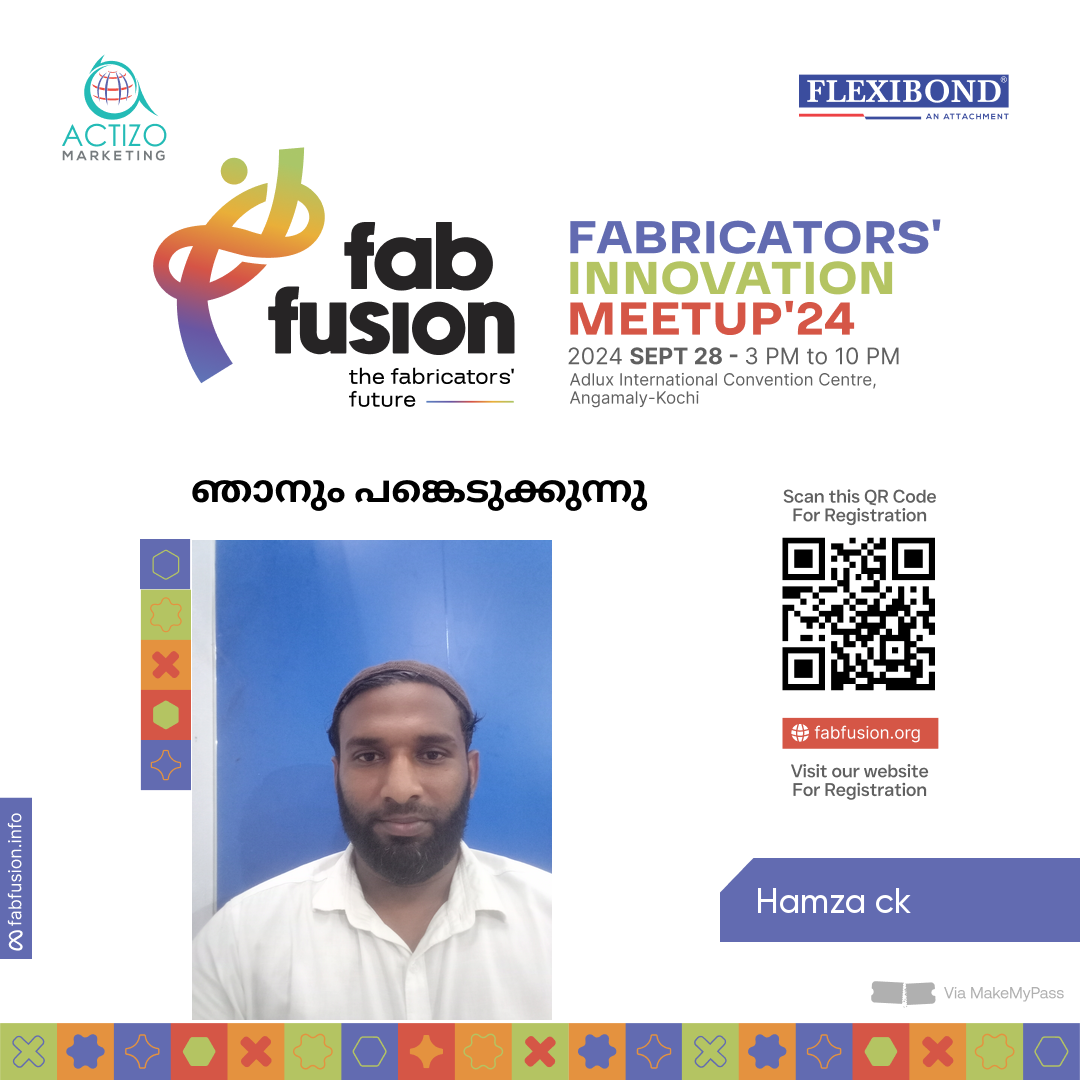 ACTIZO
MARKETING
FLEXIBOND®
AN ATTACHMENT
fab
fusion
the fabricators'
future
FABRICATORS'
INNOVATION
MEETUP'24
2024 SEPT 28 - 3 PM to 10 PM
Adlux International Convention Centre,
Angamaly-Kochi
ഞാനും പങ്കെടുക്കുന്നു
Scan this QR Code
For Registration
fabfusion.org
Visit our website
For Registration
fabfusion.info
Hamza ck
Via MakeMyPass